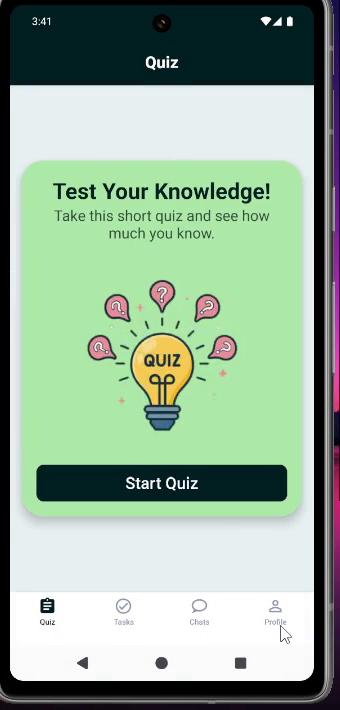 3:41
Quiz
Test Your Knowledge!
Take this short quiz and see how
much you know.
?
?
?
?
?
QUIZ
Start Quiz
Quiz
Tasks
Chats
Profile